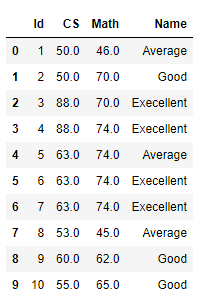 Id CS Math Name
0 1 50.0 46.0 Average
1 2 50.0 70.0 Good
2 3 88.0 70.0 Execellent
3 4 88.0 74.0 Execellent
4 5 63.0 74.0 Average
5 6 63.0 74.0 Execellent
6 7 63.0 74.0 Execellent
7 8 53.0 45.0 Average
8 9 60.0 62.0 Good
9 10 55.0 65.0 Good